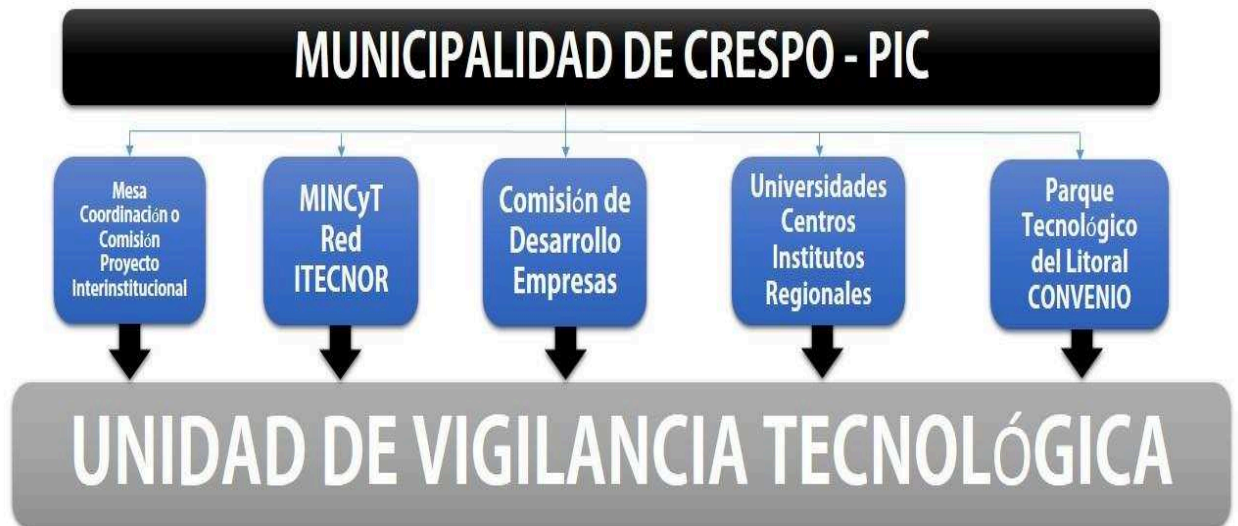 MUNICIPALIDAD DE CRESPO - PIC
Mesa
Coordinación o
Comisión
Proyecto
Interinstitucional
MINCyT
Red
ITECNOR
Comisión de
Desarrollo
Empresas
Universidades
Centros
Institutos
Regionales
Parque
Tecnológico
del Litoral
CONVENIO
UNIDAD DE VIGILANCIA TECNOLÓGICA